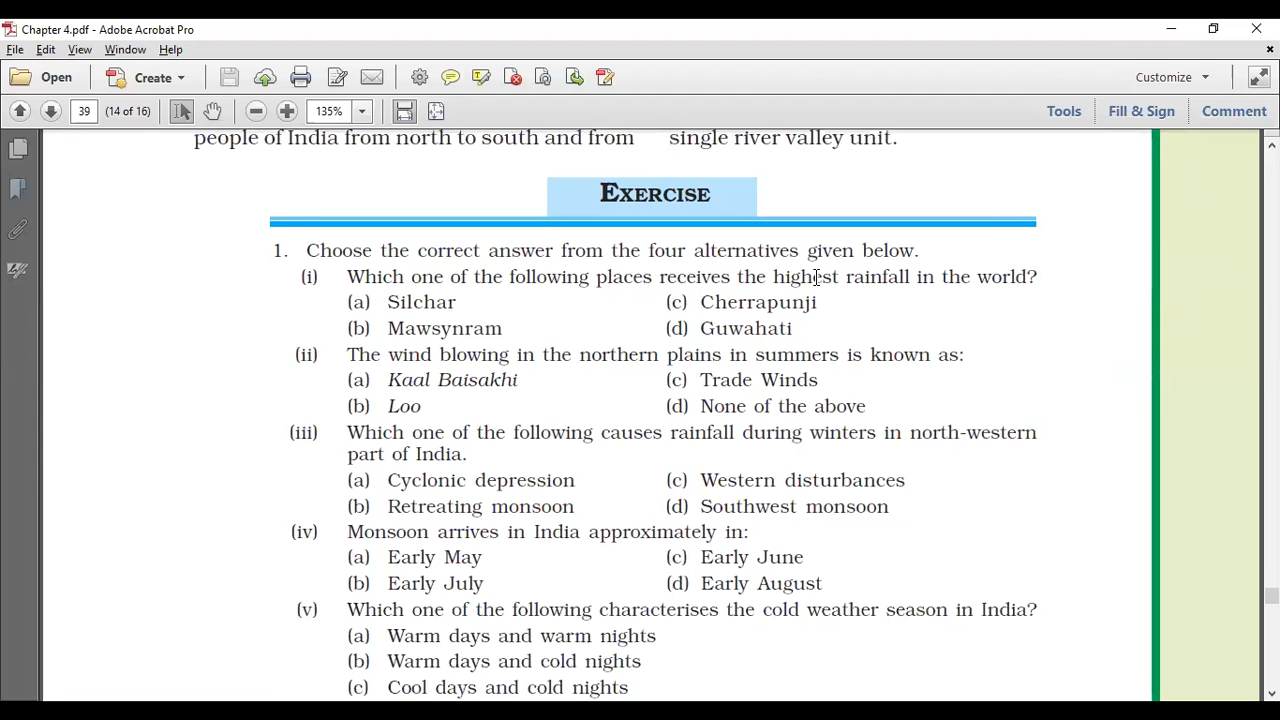 Chapter 4.pdf - Adobe Acrobat Pro
File Edit View Window Help
Open Create Customize
39 (14 of 16) 135% Tools Fill & Sign Comment
people of India from north to south and from single river valley unit.
EXERCISE
1. Choose the correct answer from the four alternatives given below.
(i) Which one of the following places receives the highest rainfall in the world?
(a) Silchar (c) Cherrapunji
(b) Mawsynram (d) Guwahati
(ii) The wind blowing in the northern plains in summers is known as:
(a) Kaal Baisakhi (c) Trade Winds
(b) Loo (d) None of the above
(iii) Which one of the following causes rainfall during winters in north-western
part of India.
(a) Cyclonic depression (c) Western disturbances
(b) Retreating monsoon (d) Southwest monsoon
(iv) Monsoon arrives in India approximately in:
(a) Early May (c) Early June
(b) Early July (d) Early August
(v) Which one of the following characterises the cold weather season in India?
(a) Warm days and warm nights
(b) Warm days and cold nights
(c) Cool days and cold nights